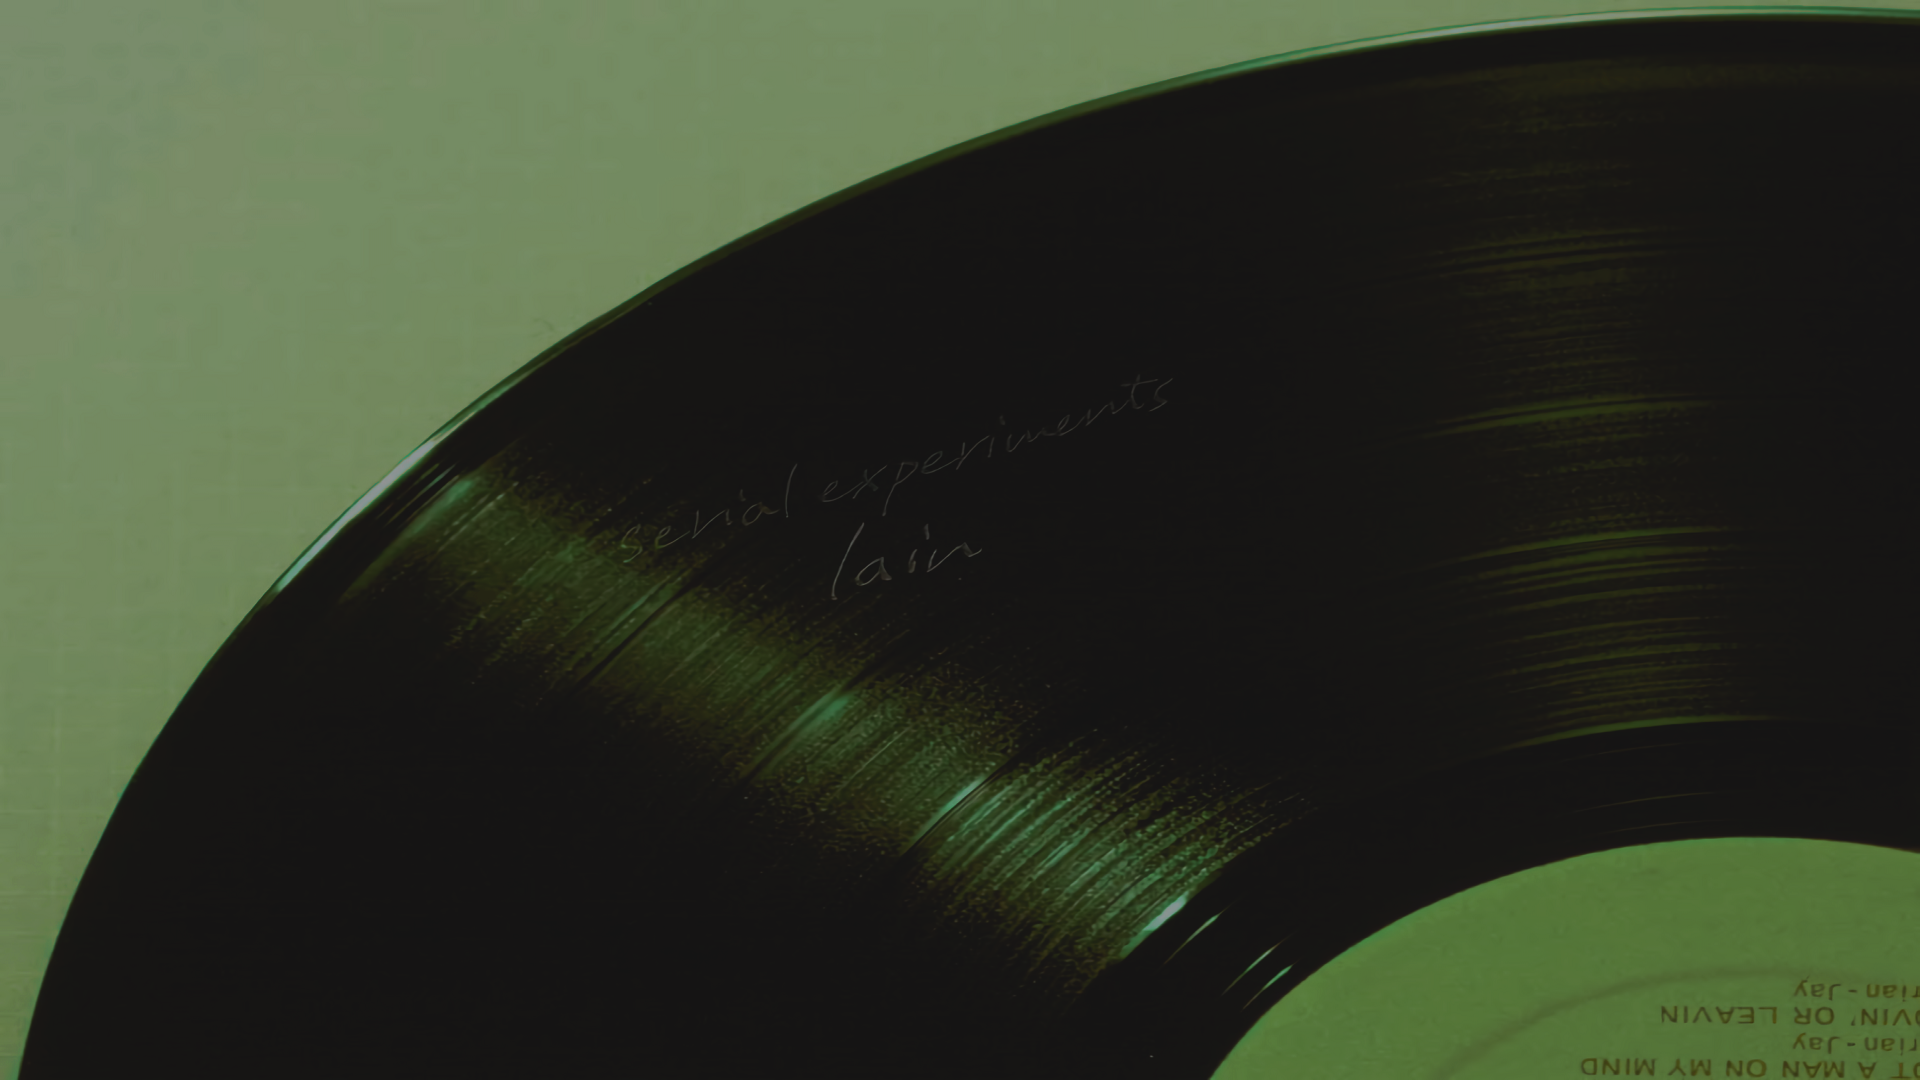 serial experiments
lain
OT A MAN ON MY MIND
rian-Jay
OVIN' OR LEAVIN
rian-Jay